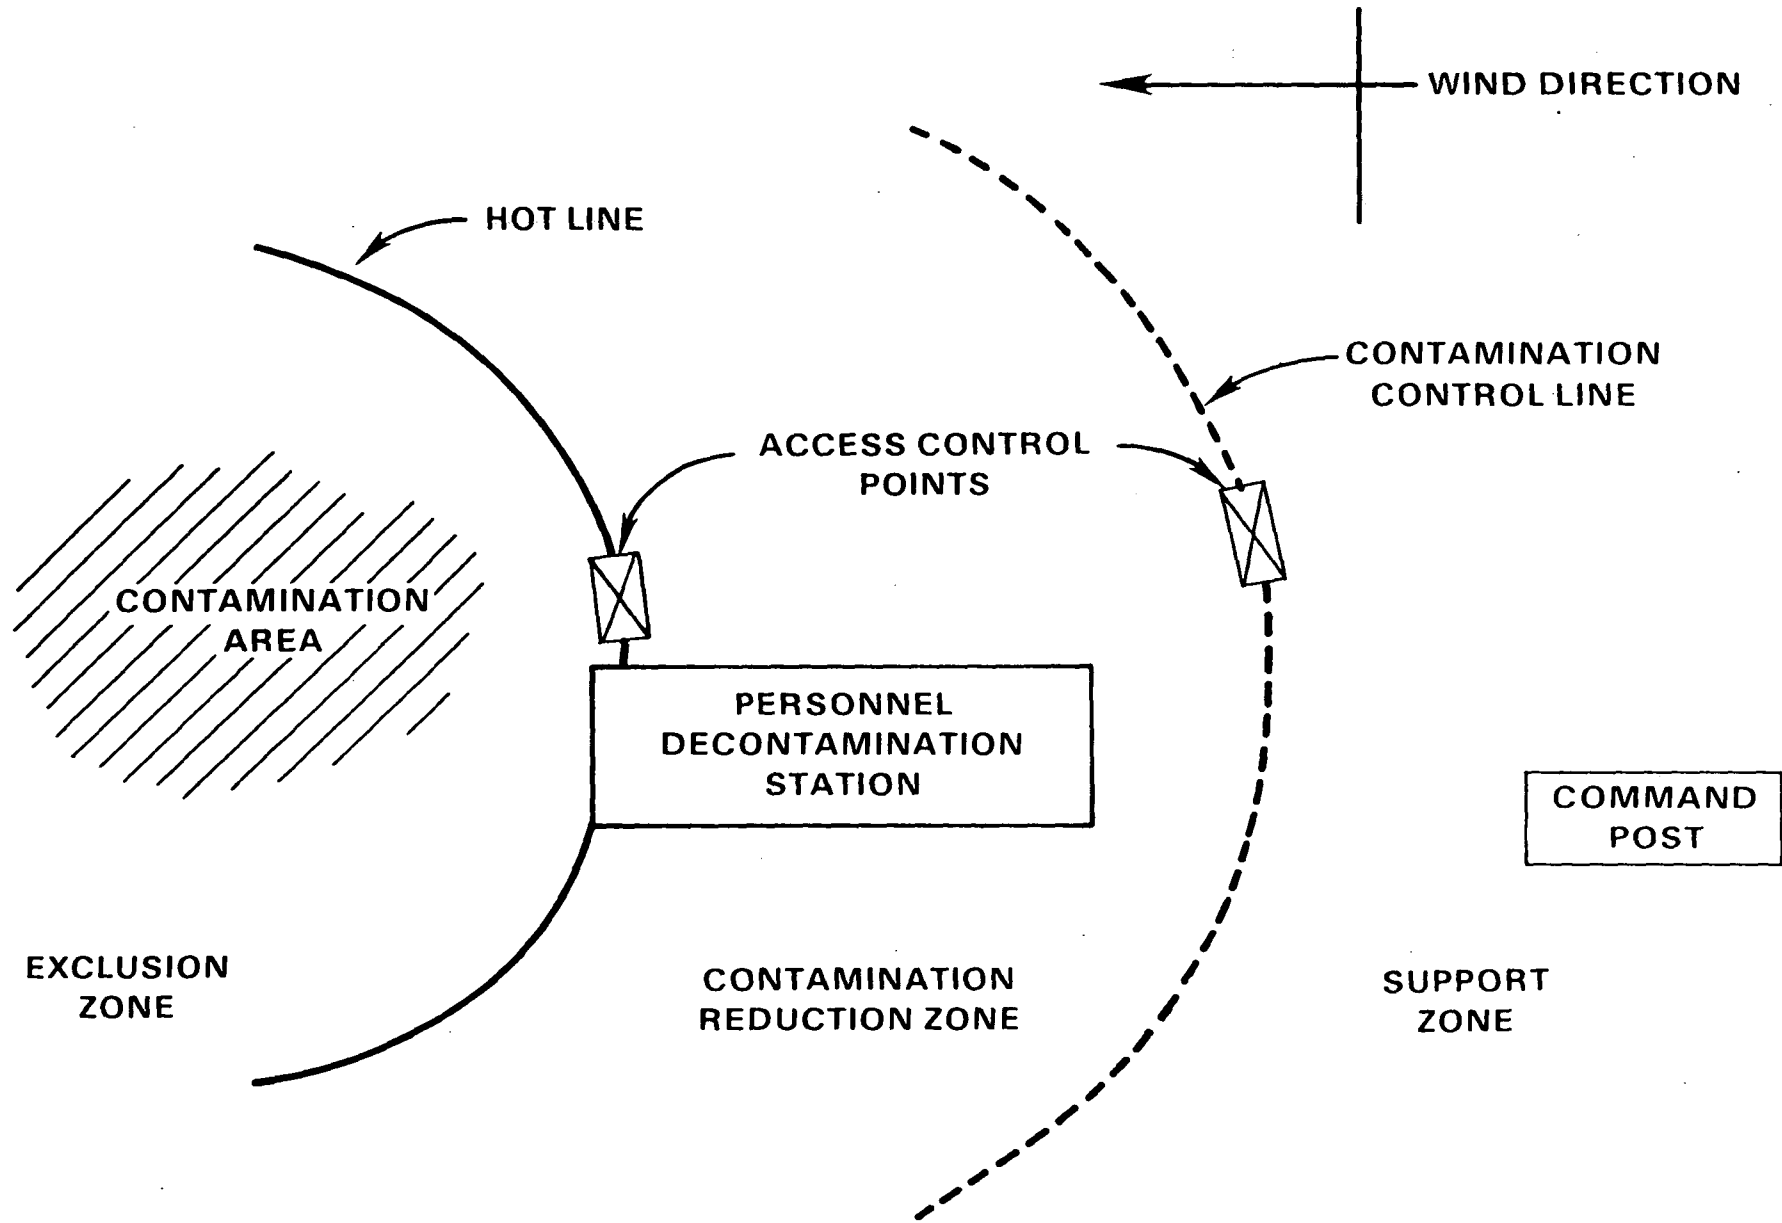 WIND DIRECTION
HOT LINE
CONTAMINATION
CONTROL LINE
ACCESS CONTROL
POINTS
CONTAMINATION
AREA
PERSONNEL
DECONTAMINATION
STATION
COMMAND
POST
EXCLUSION
ZONE
CONTAMINATION
REDUCTION ZONE
SUPPORT
ZONE